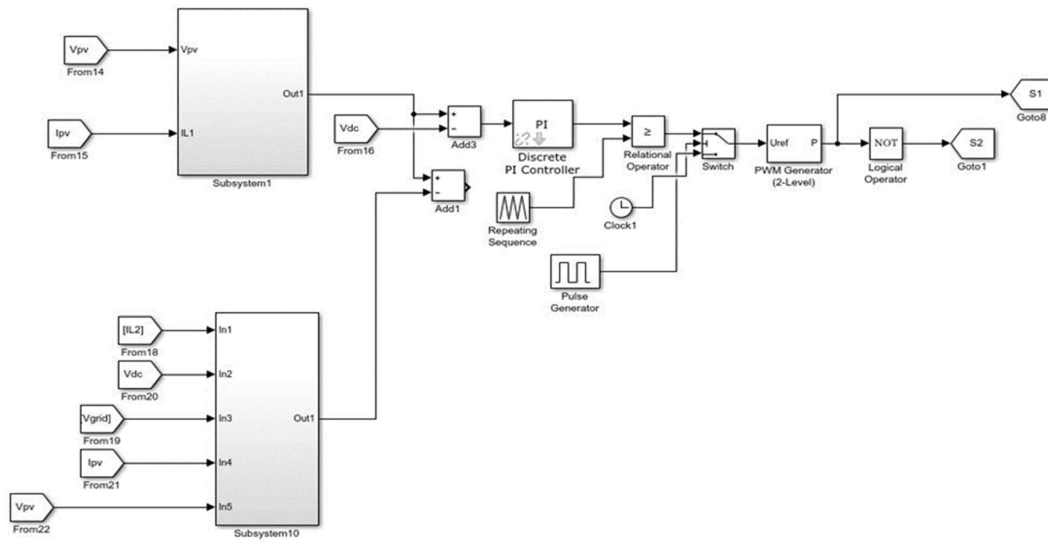 Vpv
From14
Ipv
From15
Vpv
IL1
Out1
Subsystem1
Vdc
From16
+
−
Add3
+
−
Add1
PI
Discrete
PI Controller
Repeating
Sequence
≥
Relational
Operator
Clock1
Pulse
Generator
Switch
Uref
P
PWM Generator
(2-Level)
NOT
Logical
Operator
S1
Goto8
S2
Goto1
[IL2]
From18
Vdc
From20
[Vgrid]
From19
Ipv
From21
Vpv
From22
In1
In2
In3
In4
In5
Out1
Subsystem10